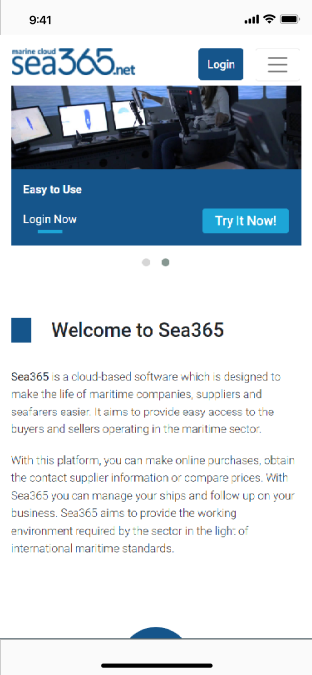 9:41
marine cloud
sea365.net
Login
Easy to Use
Login Now
Try It Now!
Welcome to Sea365
Sea365 is a cloud-based software which is designed to
make the life of maritime companies, suppliers and
seafarers easier. It aims to provide easy access to the
buyers and sellers operating in the maritime sector.
With this platform, you can make online purchases, obtain
the contact supplier information or compare prices. With
Sea365 you can manage your ships and follow up on your
business. Sea365 aims to provide the working
environment required by the sector in the light of
international maritime standards.